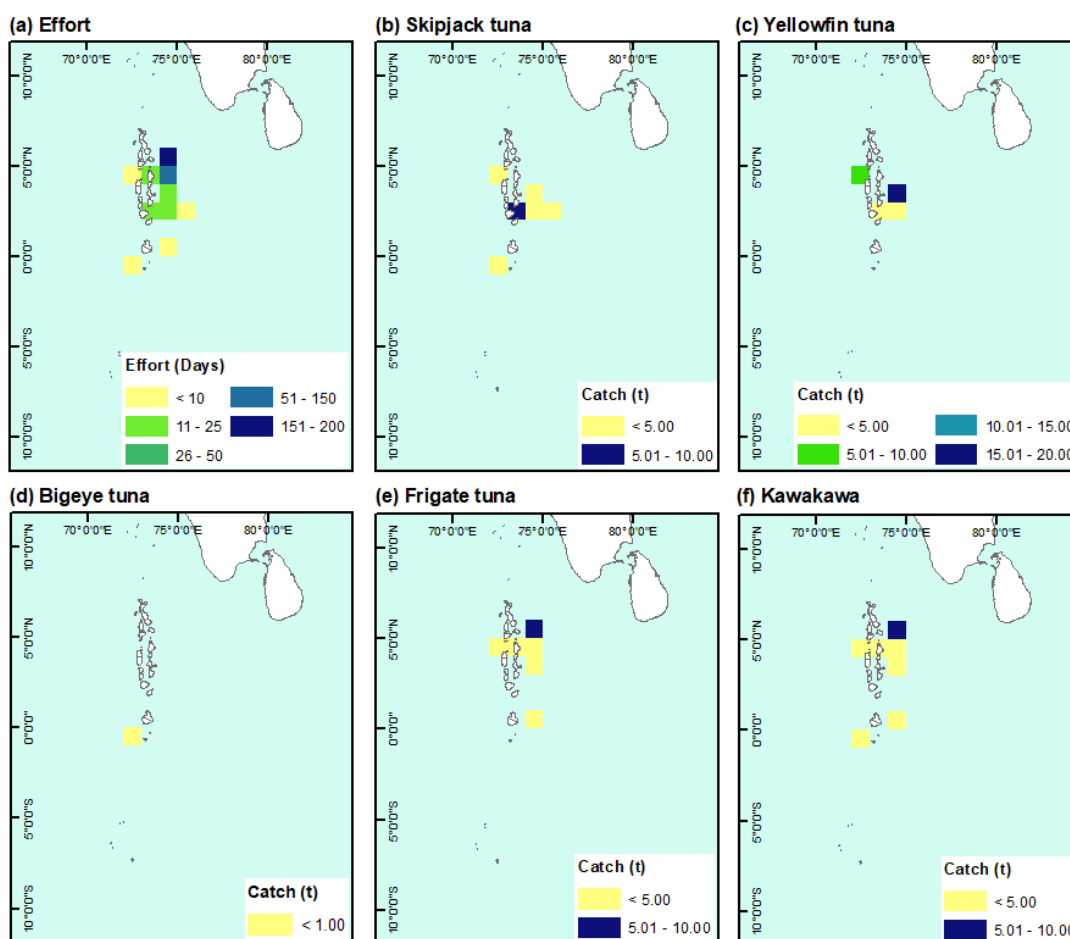 (a) Effort
70°0'0"E 75°0'0"E 80°0'0"E
10°0'0"N
5°0'0"N
0°0'0"
5°0'0"S
10°0'0"S
Effort (Days)
< 10
11 - 25
26 - 50
51 - 150
151 - 200
(b) Skipjack tuna
70°0'0"E 75°0'0"E 80°0'0"E
10°0'0"N
5°0'0"N
0°0'0"
5°0'0"S
10°0'0"S
Catch (t)
< 5.00
5.01 - 10.00
(c) Yellowfin tuna
70°0'0"E 75°0'0"E 80°0'0"E
10°0'0"N
5°0'0"N
0°0'0"
5°0'0"S
10°0'0"S
Catch (t)
< 5.00
5.01 - 10.00
10.01 - 15.00
15.01 - 20.00
(d) Bigeye tuna
70°0'0"E 75°0'0"E 80°0'0"E
10°0'0"N
5°0'0"N
0°0'0"
5°0'0"S
10°0'0"S
Catch (t)
< 1.00
(e) Frigate tuna
70°0'0"E 75°0'0"E 80°0'0"E
10°0'0"N
5°0'0"N
0°0'0"
5°0'0"S
10°0'0"S
Catch (t)
< 5.00
5.01 - 10.00
(f) Kawakawa
70°0'0"E 75°0'0"E 80°0'0"E
10°0'0"N
5°0'0"N
0°0'0"
5°0'0"S
10°0'0"S
Catch (t)
< 5.00
5.01 - 10.00